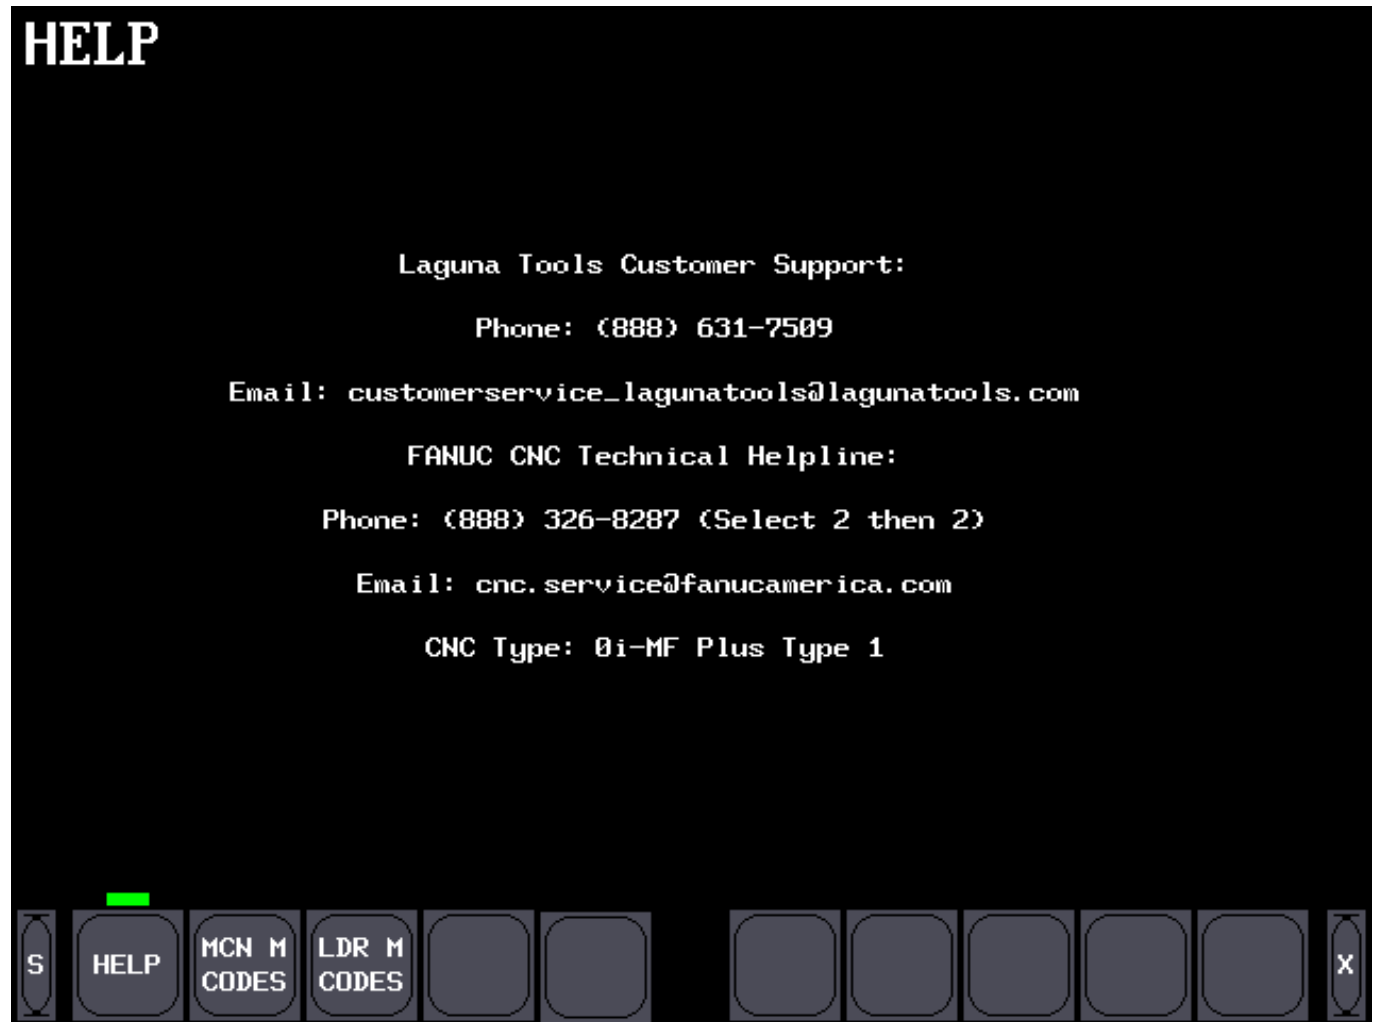 HELP
Laguna Tools Customer Support:
Phone: (888) 631-7509
Email: customerservice_lagunatools@lagunatools.com
FANUC CNC Technical Helpline:
Phone: (888) 326-8287 (Select 2 then 2)
Email: cnc.service@fanucamerica.com
CNC Type: 0i-MF Plus Type 1
S
HELP
MCN M
CODES
LDR M
CODES
X